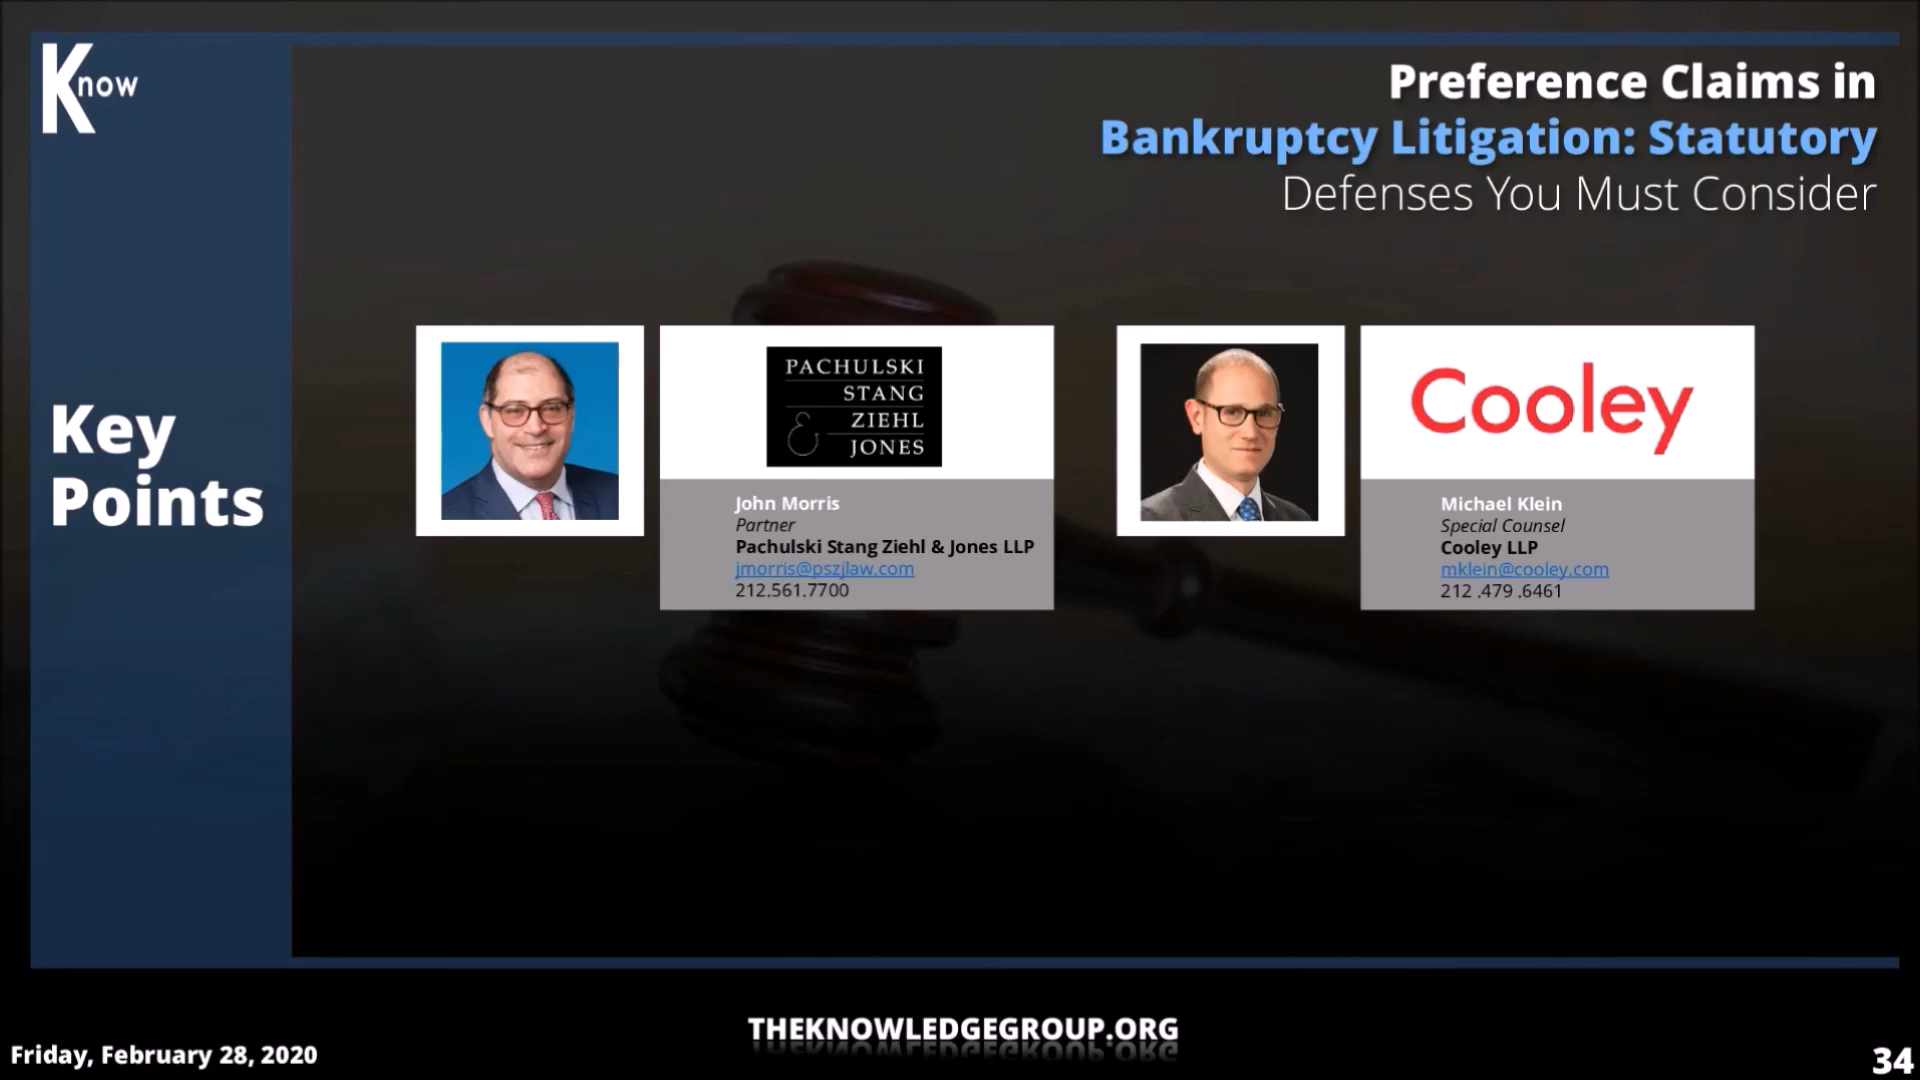 Know
Preference Claims in
Bankruptcy Litigation: Statutory
Defenses You Must Consider
Key
Points
PACHULSKI
STANG
ZIEHL
& JONES
John Morris
Partner
Pachulski Stang Ziehl & Jones LLP
jmorris@pszjlaw.com
212.561.7700
Cooley
Michael Klein
Special Counsel
Cooley LLP
mklein@cooley.com
212 .479 .6461
THEKNOWLEDGEGROUP.ORG
Friday, February 28, 2020
34